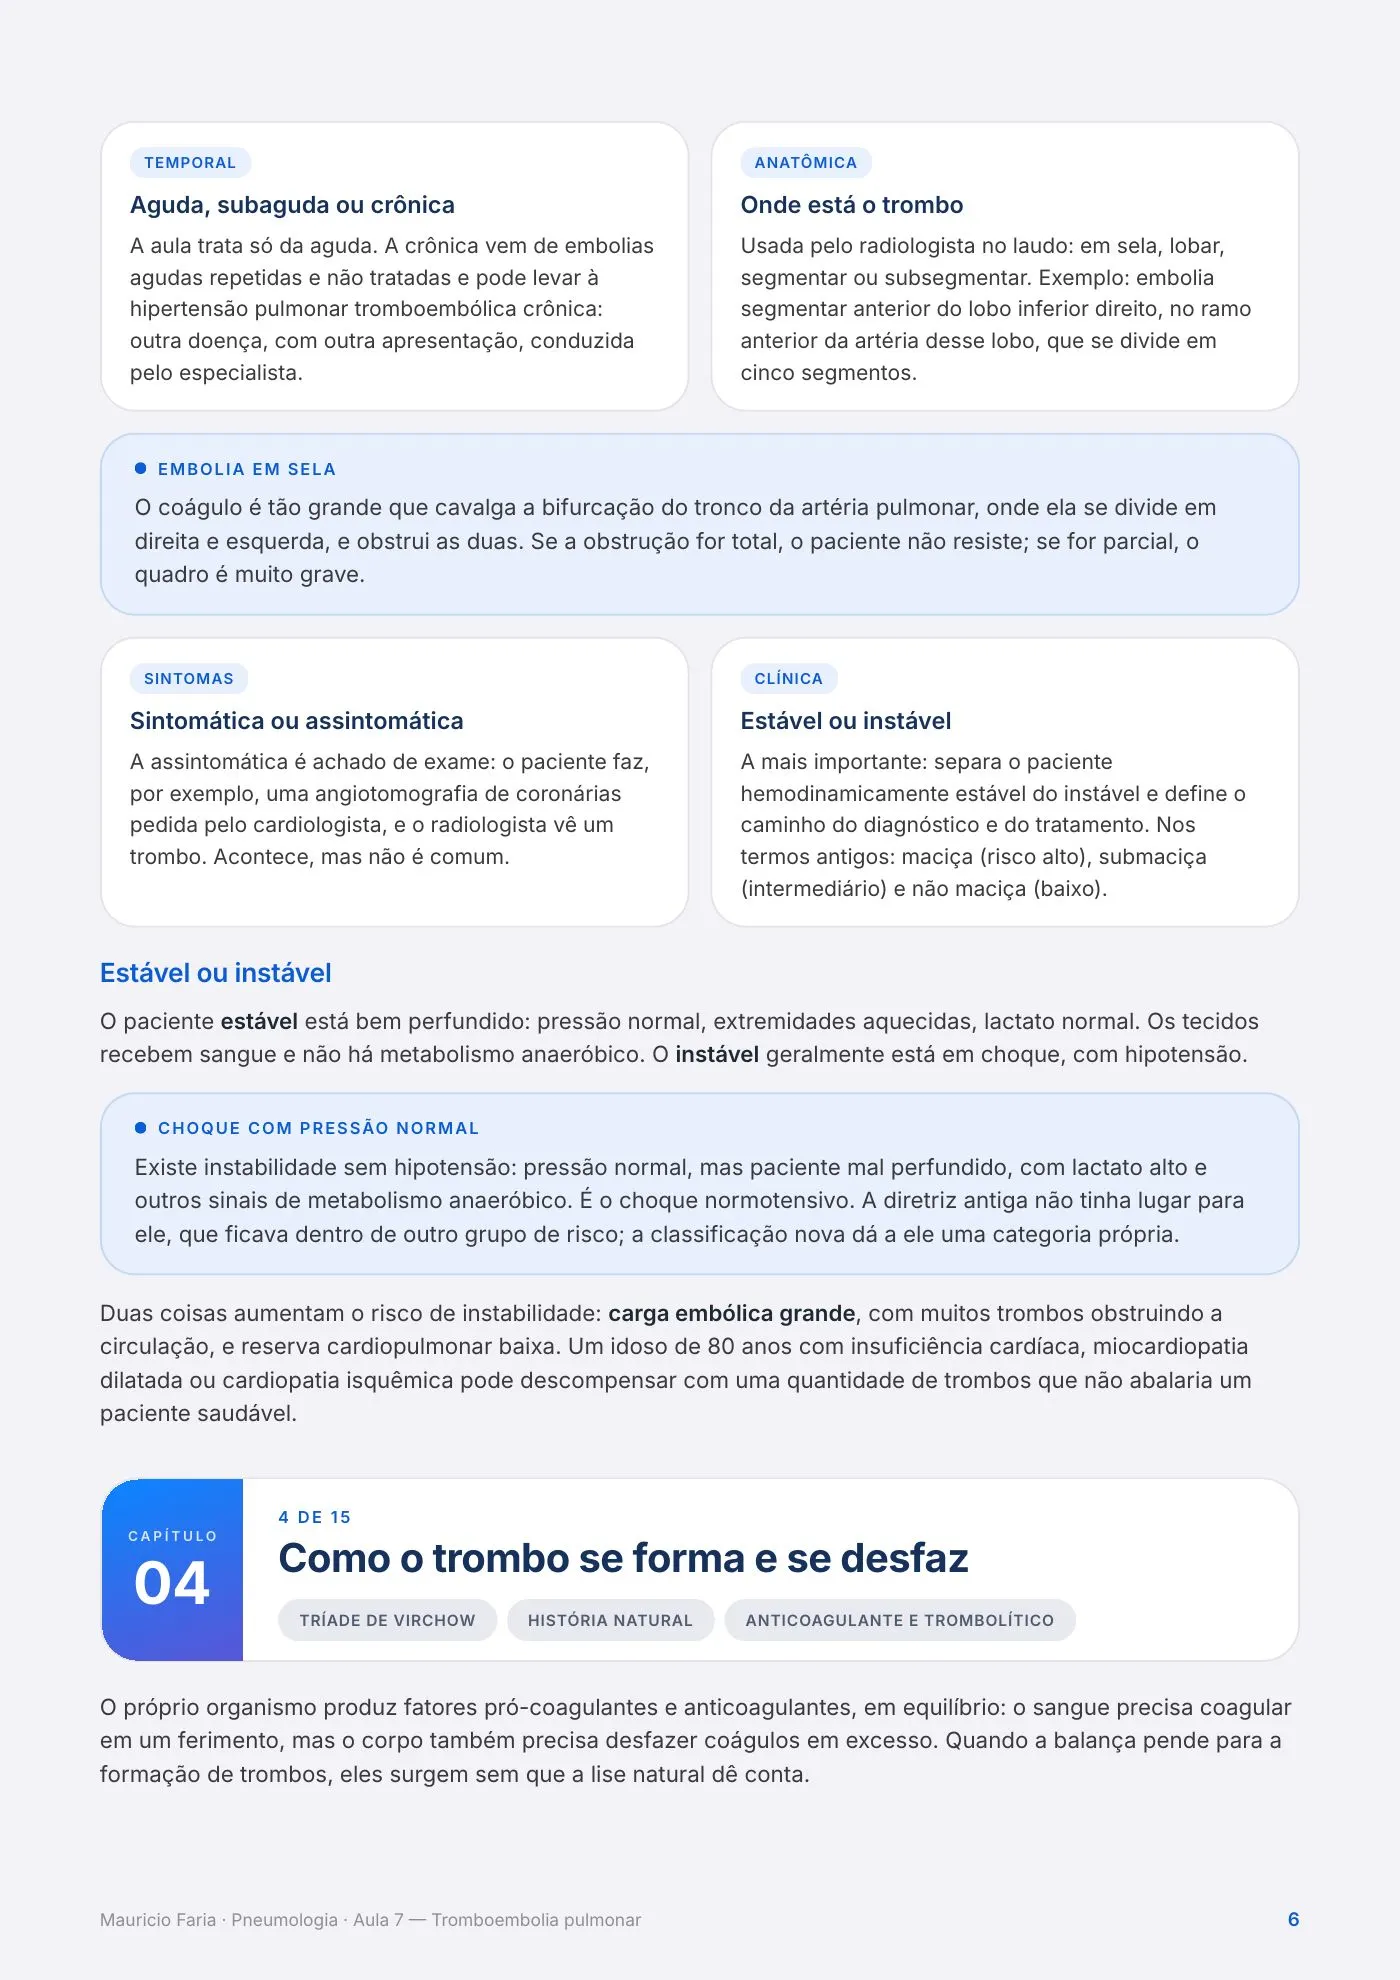 TEMPORAL
Aguda, subaguda ou crônica
A aula trata só da aguda. A crônica vem de embolias
agudas repetidas e não tratadas e pode levar à
hipertensão pulmonar tromboembólica crônica:
outra doença, com outra apresentação, conduzida
pelo especialista.
ANATÔMICA
Onde está o trombo
Usada pelo radiologista no laudo: em sela, lobar,
segmentar ou subsegmentar. Exemplo: embolia
segmentar anterior do lobo inferior direito, no ramo
anterior da artéria desse lobo, que se divide em
cinco segmentos.
EMBOLIA EM SELA
O coágulo é tão grande que cavalga a bifurcação do tronco da artéria pulmonar, onde ela se divide em
direita e esquerda, e obstrui as duas. Se a obstrução for total, o paciente não resiste; se for parcial, o
quadro é muito grave.
SINTOMAS
Sintomática ou assintomática
A assintomática é achado de exame: o paciente faz,
por exemplo, uma angiotomografia de coronárias
pedida pelo cardiologista, e o radiologista vê um
trombo. Acontece, mas não é comum.
CLÍNICA
Estável ou instável
A mais importante: separa o paciente
hemodinamicamente estável do instável e define o
caminho do diagnóstico e do tratamento. Nos
termos antigos: maciça (risco alto), submaciça
(intermediário) e não maciça (baixo).
Estável ou instável
O paciente estável está bem perfundido: pressão normal, extremidades aquecidas, lactato normal. Os tecidos
recebem sangue e não há metabolismo anaeróbico. O instável geralmente está em choque, com hipotensão.
CHOQUE COM PRESSÃO NORMAL
Existe instabilidade sem hipotensão: pressão normal, mas paciente mal perfundido, com lactato alto e
outros sinais de metabolismo anaeróbico. É o choque normotensivo. A diretriz antiga não tinha lugar para
ele, que ficava dentro de outro grupo de risco; a classificação nova dá a ele uma categoria própria.
Duas coisas aumentam o risco de instabilidade: carga embólica grande, com muitos trombos obstruindo a
circulação, e reserva cardiopulmonar baixa. Um idoso de 80 anos com insuficiência cardíaca, miocardiopatia
dilatada ou cardiopatia isquêmica pode descompensar com uma quantidade de trombos que não abalaria um
paciente saudável.
CAPÍTULO
04
4 DE 15
Como o trombo se forma e se desfaz
TRÍADE DE VIRCHOW
HISTÓRIA NATURAL
ANTICOAGULANTE E TROMBOLÍTICO
O próprio organismo produz fatores pró-coagulantes e anticoagulantes, em equilíbrio: o sangue precisa coagular
em um ferimento, mas o corpo também precisa desfazer coágulos em excesso. Quando a balança pende para a
formação de trombos, eles surgem sem que a lise natural dê conta.
Mauricio Faria · Pneumologia · Aula 7 — Tromboembolia pulmonar
6